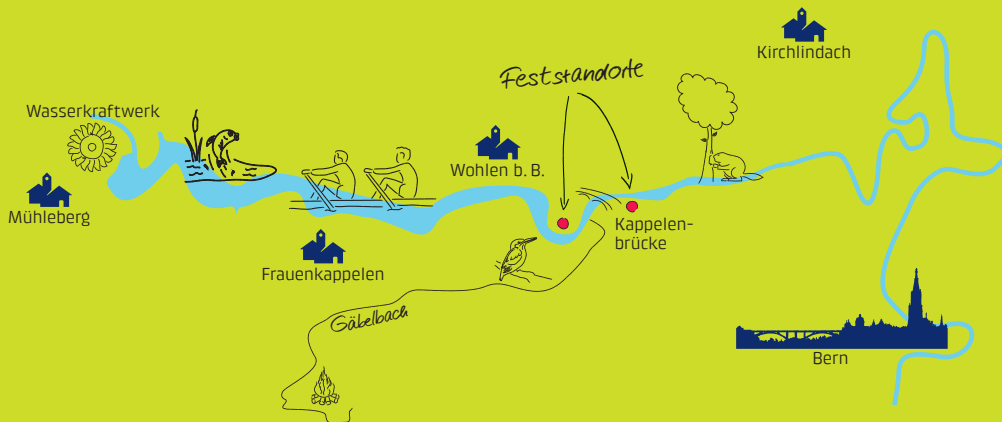 Kirchlindach
Feststandorte
Wasserkraftwerk
Wohlen b. B.
Mühleberg
Kappelen-
brücke
Frauenkappelen
Gäbelbach
Bern